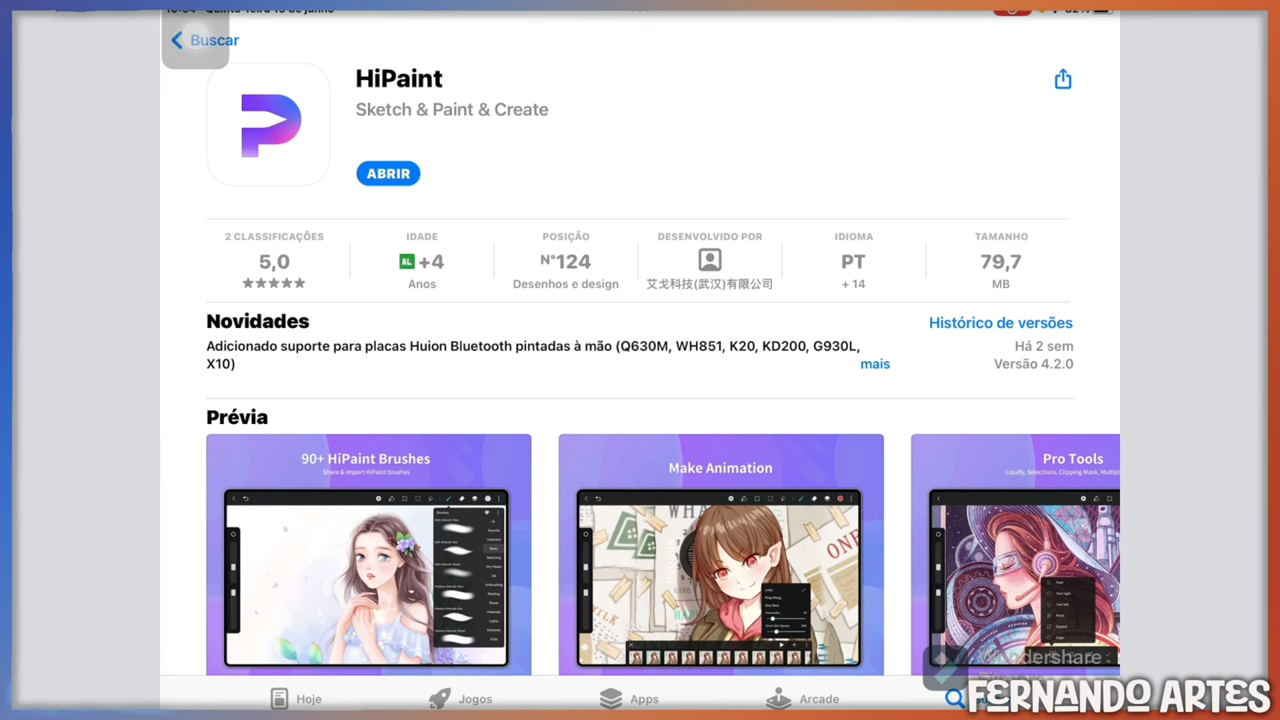 Buscar
HiPaint
Sketch & Paint & Create
ABRIR
2 CLASSIFICAÇÕES
5,0
IDADE
+4
Anos
POSIÇÃO
N°124
Desenhos e design
DESENVOLVIDO POR
艾戈科技(武汉)有限公司
IDIOMA
PT
+ 14
TAMANHO
79,7
MB
Novidades
Histórico de versões
Adicionado suporte para placas Huion Bluetooth pintadas à mão (Q630M, WH851, K20, KD200, G930L,
X10)
mais
Há 2 sem
Versão 4.2.0
Prévia
90+ HiPaint Brushes
Share & Import HiPaint brushes
Make Animation
Pro Tools
Liquify, Selections, Clipping Mask,
Wondershare
Hoje
Jogos
Apps
Arcade
FERNANDO ARTES